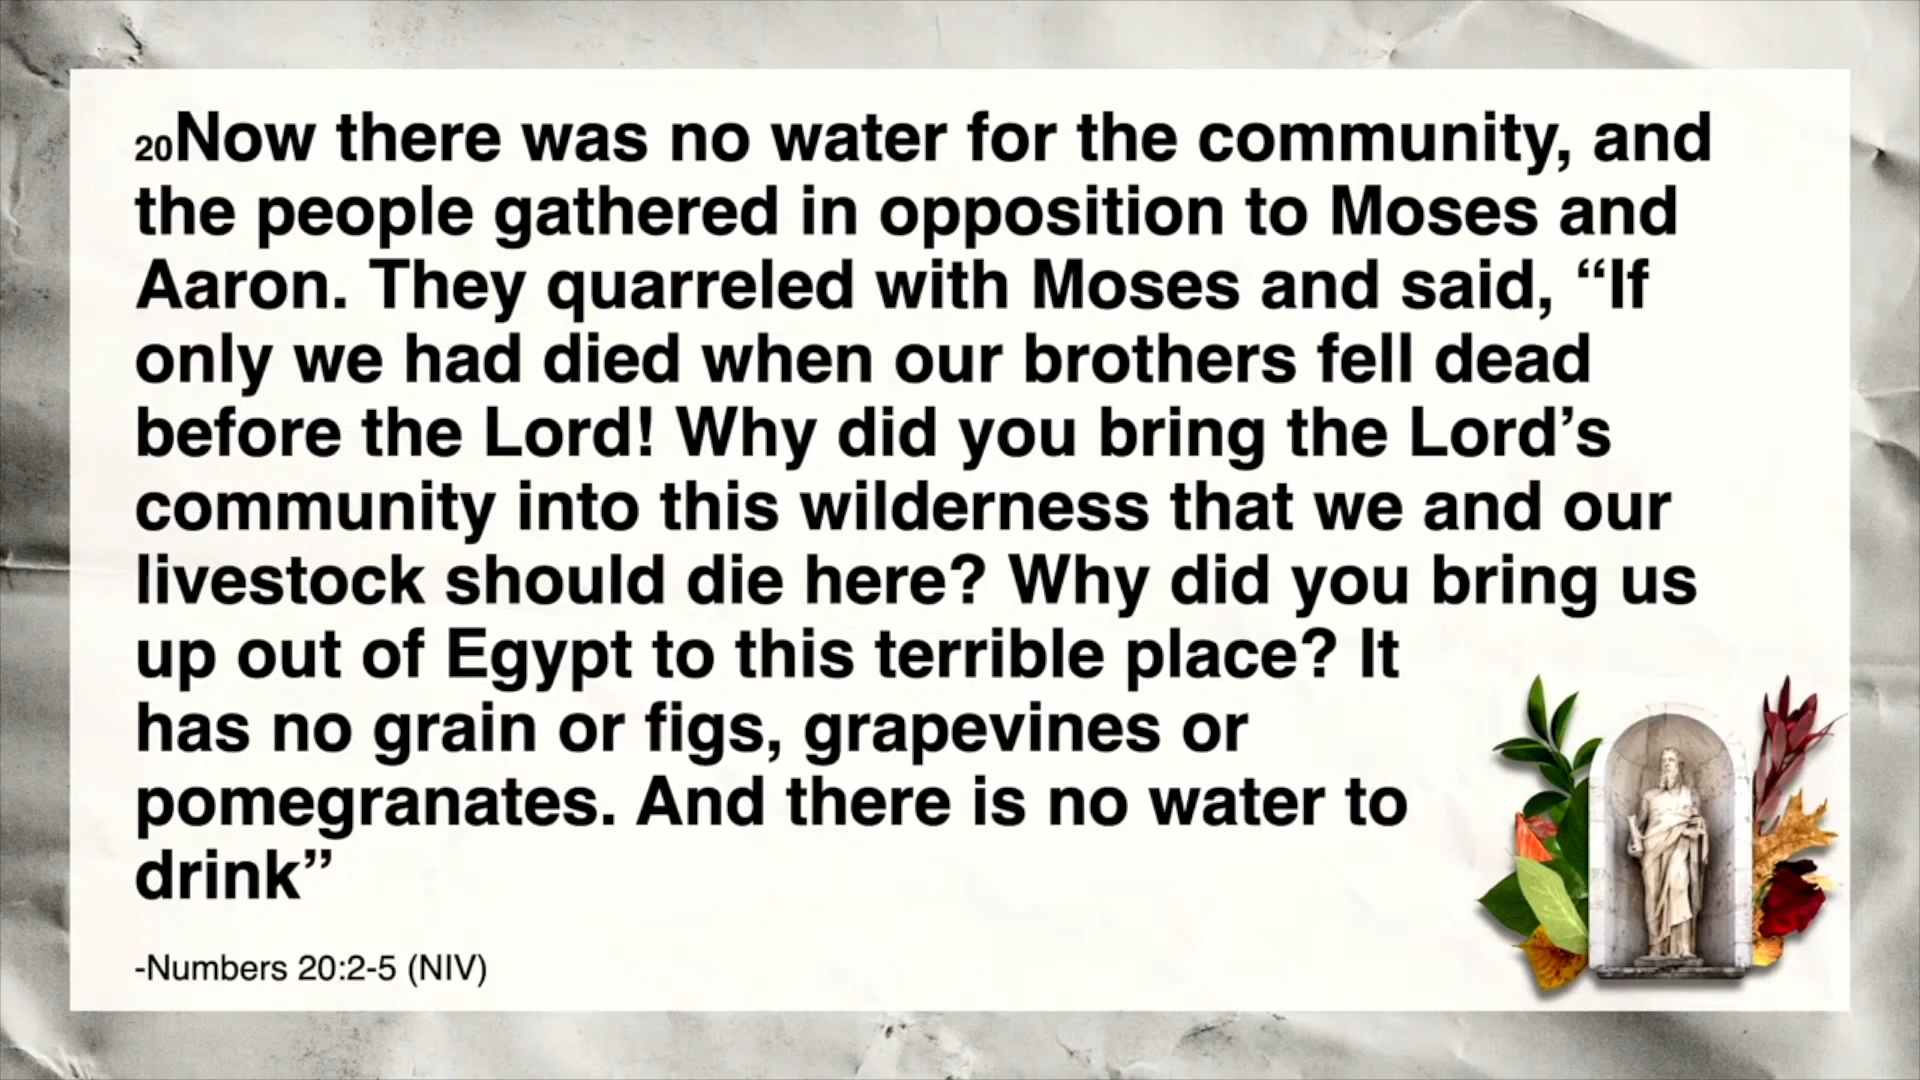 20Now there was no water for the community, and
the people gathered in opposition to Moses and
Aaron. They quarreled with Moses and said, “If
only we had died when our brothers fell dead
before the Lord! Why did you bring the Lord’s
community into this wilderness that we and our
livestock should die here? Why did you bring us
up out of Egypt to this terrible place? It
has no grain or figs, grapevines or
pomegranates. And there is no water to
drink”
-Numbers 20:2-5 (NIV)